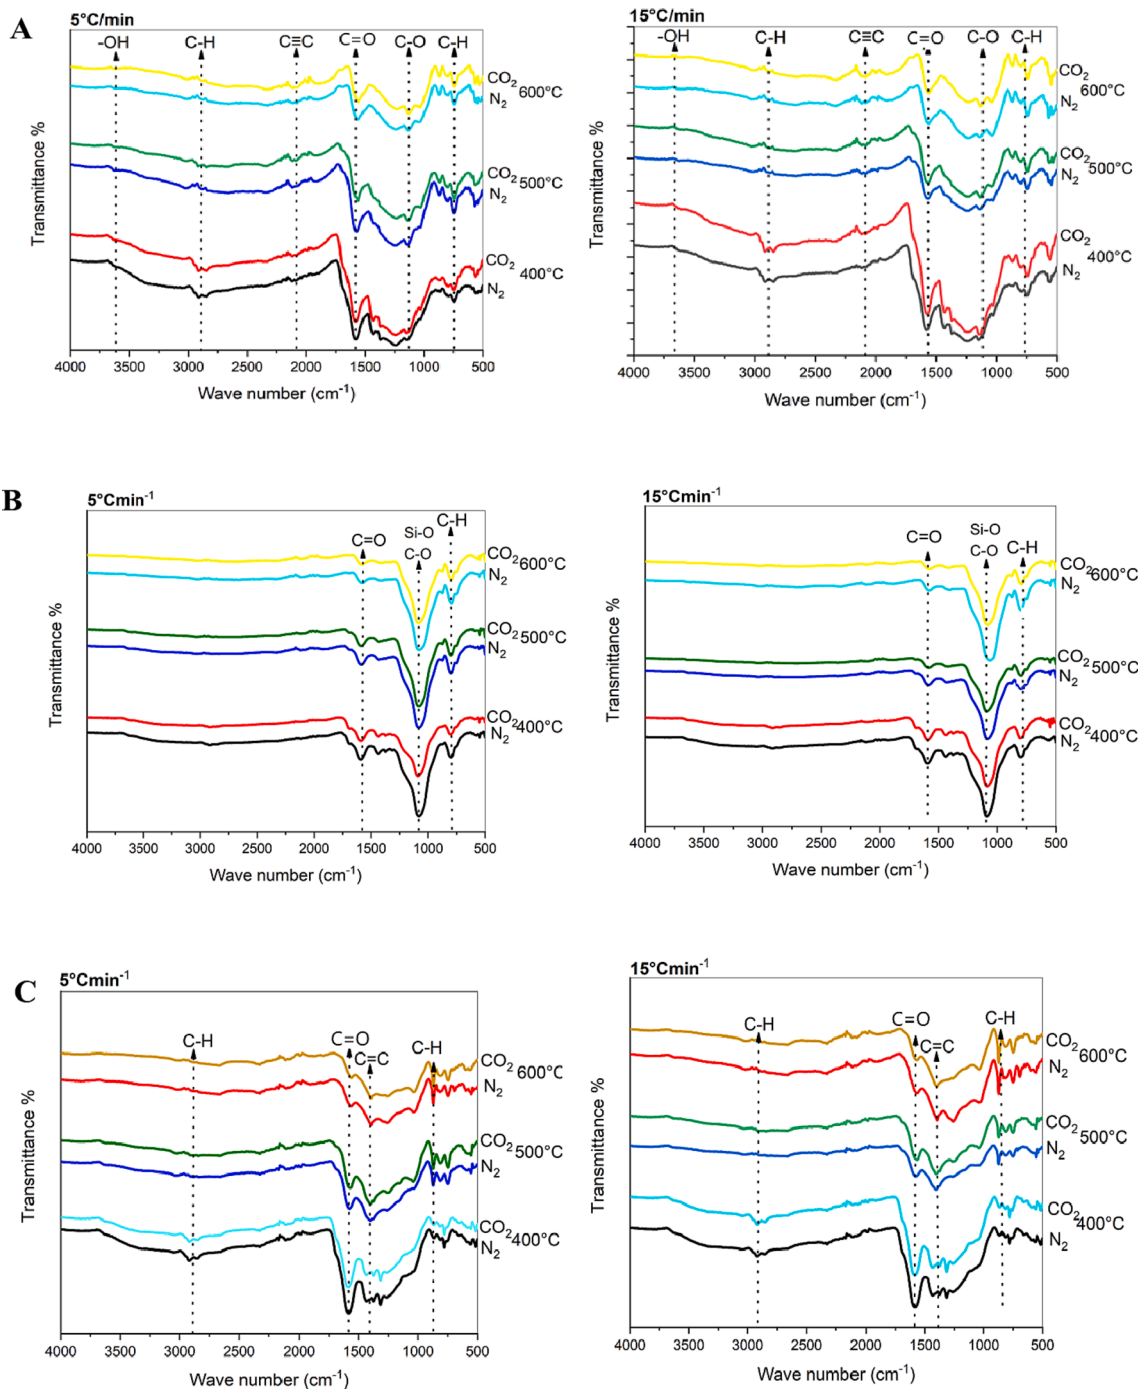 A
5°C/min
-OH C-H C≡C C=O C-O C-H
CO2
600°C
N2
CO2
500°C
N2
CO2
400°C
N2
Transmittance %
4000 3500 3000 2500 2000 1500 1000 500
Wave number (cm-1)
15°C/min
-OH C-H C≡C C=O C-O C-H
CO2
600°C
N2
CO2
500°C
N2
CO2
400°C
N2
Transmittance %
4000 3500 3000 2500 2000 1500 1000 500
Wave number (cm-1)
B
5°Cmin-1
C=O Si-O C-O C-H
CO2
600°C
N2
CO2
500°C
N2
CO2
400°C
N2
Transmittance %
4000 3500 3000 2500 2000 1500 1000 500
Wave number (cm-1)
15°Cmin-1
C=O Si-O C-O C-H
CO2
600°C
N2
CO2
500°C
N2
CO2
400°C
N2
Transmittance %
4000 3500 3000 2500 2000 1500 1000 500
Wave number (cm-1)
C
5°Cmin-1
C-H C=O C=C C-H
CO2
600°C
N2
CO2
500°C
N2
CO2
400°C
N2
Transmittance %
4000 3500 3000 2500 2000 1500 1000 500
Wave number (cm-1)
15°Cmin-1
C-H C=O C=C C-H
CO2
600°C
N2
CO2
500°C
N2
CO2
400°C
N2
Transmittance %
4000 3500 3000 2500 2000 1500 1000 500
Wave number (cm-1)